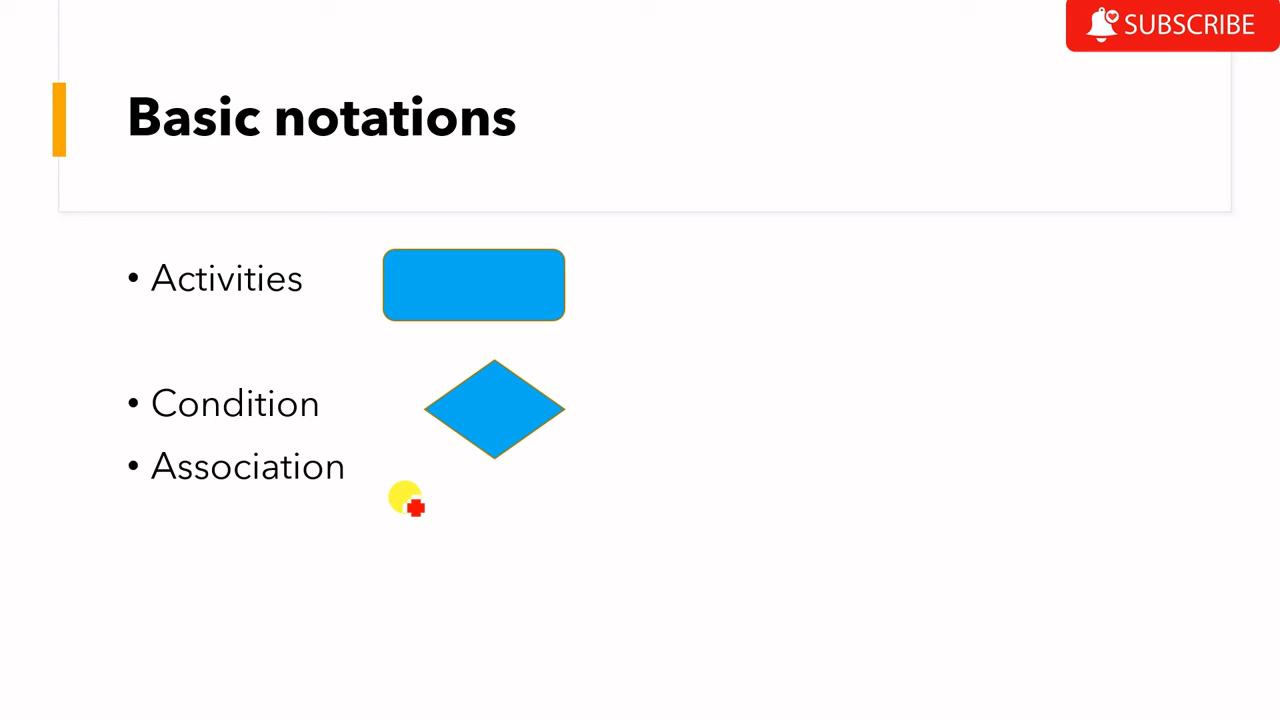 SUBSCRIBE
Basic notations
• Activities
• Condition
• Association